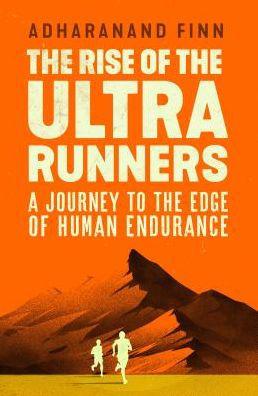 ADHARANAND FINN
THE RISE OF THE
ULTRA
RUNNERS
A JOURNEY TO THE EDGE
OF HUMAN ENDURANCE